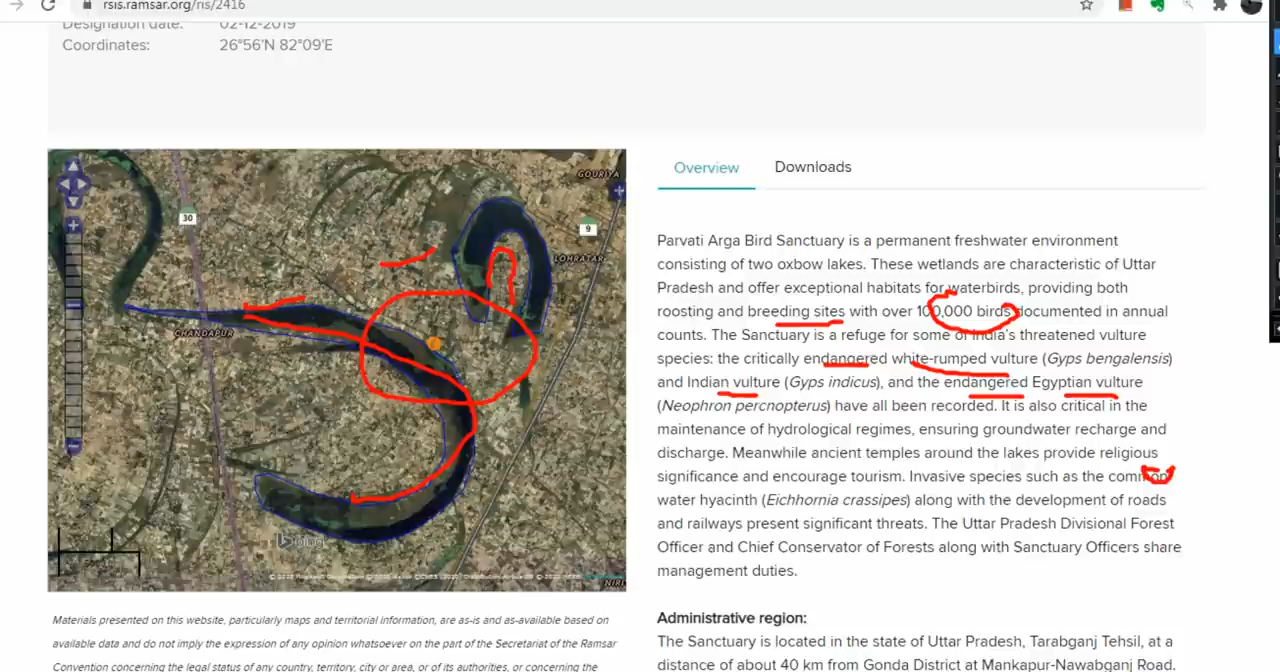 rsis.ramsar.org/ris/2416
Designation date: 02-12-2019
Coordinates: 26°56'N 82°09'E
Overview Downloads
GOURIYA
30
9
LOHRATAR
CHANDAPUR
Parvati Arga Bird Sanctuary is a permanent freshwater environment
consisting of two oxbow lakes. These wetlands are characteristic of Uttar
Pradesh and offer exceptional habitats for waterbirds, providing both
roosting and breeding sites with over 100,000 birds documented in annual
counts. The Sanctuary is a refuge for some of India's threatened vulture
species: the critically endangered white-rumped vulture (Gyps bengalensis)
and Indian vulture (Gyps indicus), and the endangered Egyptian vulture
(Neophron percnopterus) have all been recorded. It is also critical in the
maintenance of hydrological regimes, ensuring groundwater recharge and
discharge. Meanwhile ancient temples around the lakes provide religious
significance and encourage tourism. Invasive species such as the common
water hyacinth (Eichhornia crassipes) along with the development of roads
and railways present significant threats. The Uttar Pradesh Divisional Forest
Officer and Chief Conservator of Forests along with Sanctuary Officers share
management duties.
Administrative region:
The Sanctuary is located in the state of Uttar Pradesh, Tarabganj Tehsil, at a
distance of about 40 km from Gonda District at Mankapur-Nawabganj Road.
Materials presented on this website, particularly maps and territorial information, are as-is and as-available based on
available data and do not imply the expression of any opinion whatsoever on the part of the Secretariat of the Ramsar
Convention concerning the legal status of any country, territory, city or area, or of its authorities, or concerning the